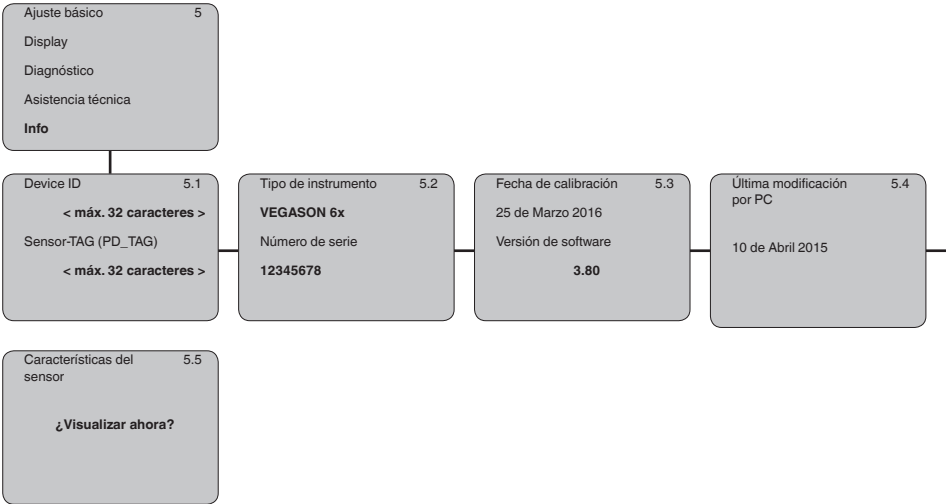 Ajuste básico 5
Display
Diagnóstico
Asistencia técnica
Info
Device ID 5.1
< máx. 32 caracteres >
Sensor-TAG (PD_TAG)
< máx. 32 caracteres >
Tipo de instrumento 5.2
VEGASON 6x
Número de serie
12345678
Fecha de calibración 5.3
25 de Marzo 2016
Versión de software
3.80
Última modificación 5.4
por PC
10 de Abril 2015
Características del 5.5
sensor
¿Visualizar ahora?